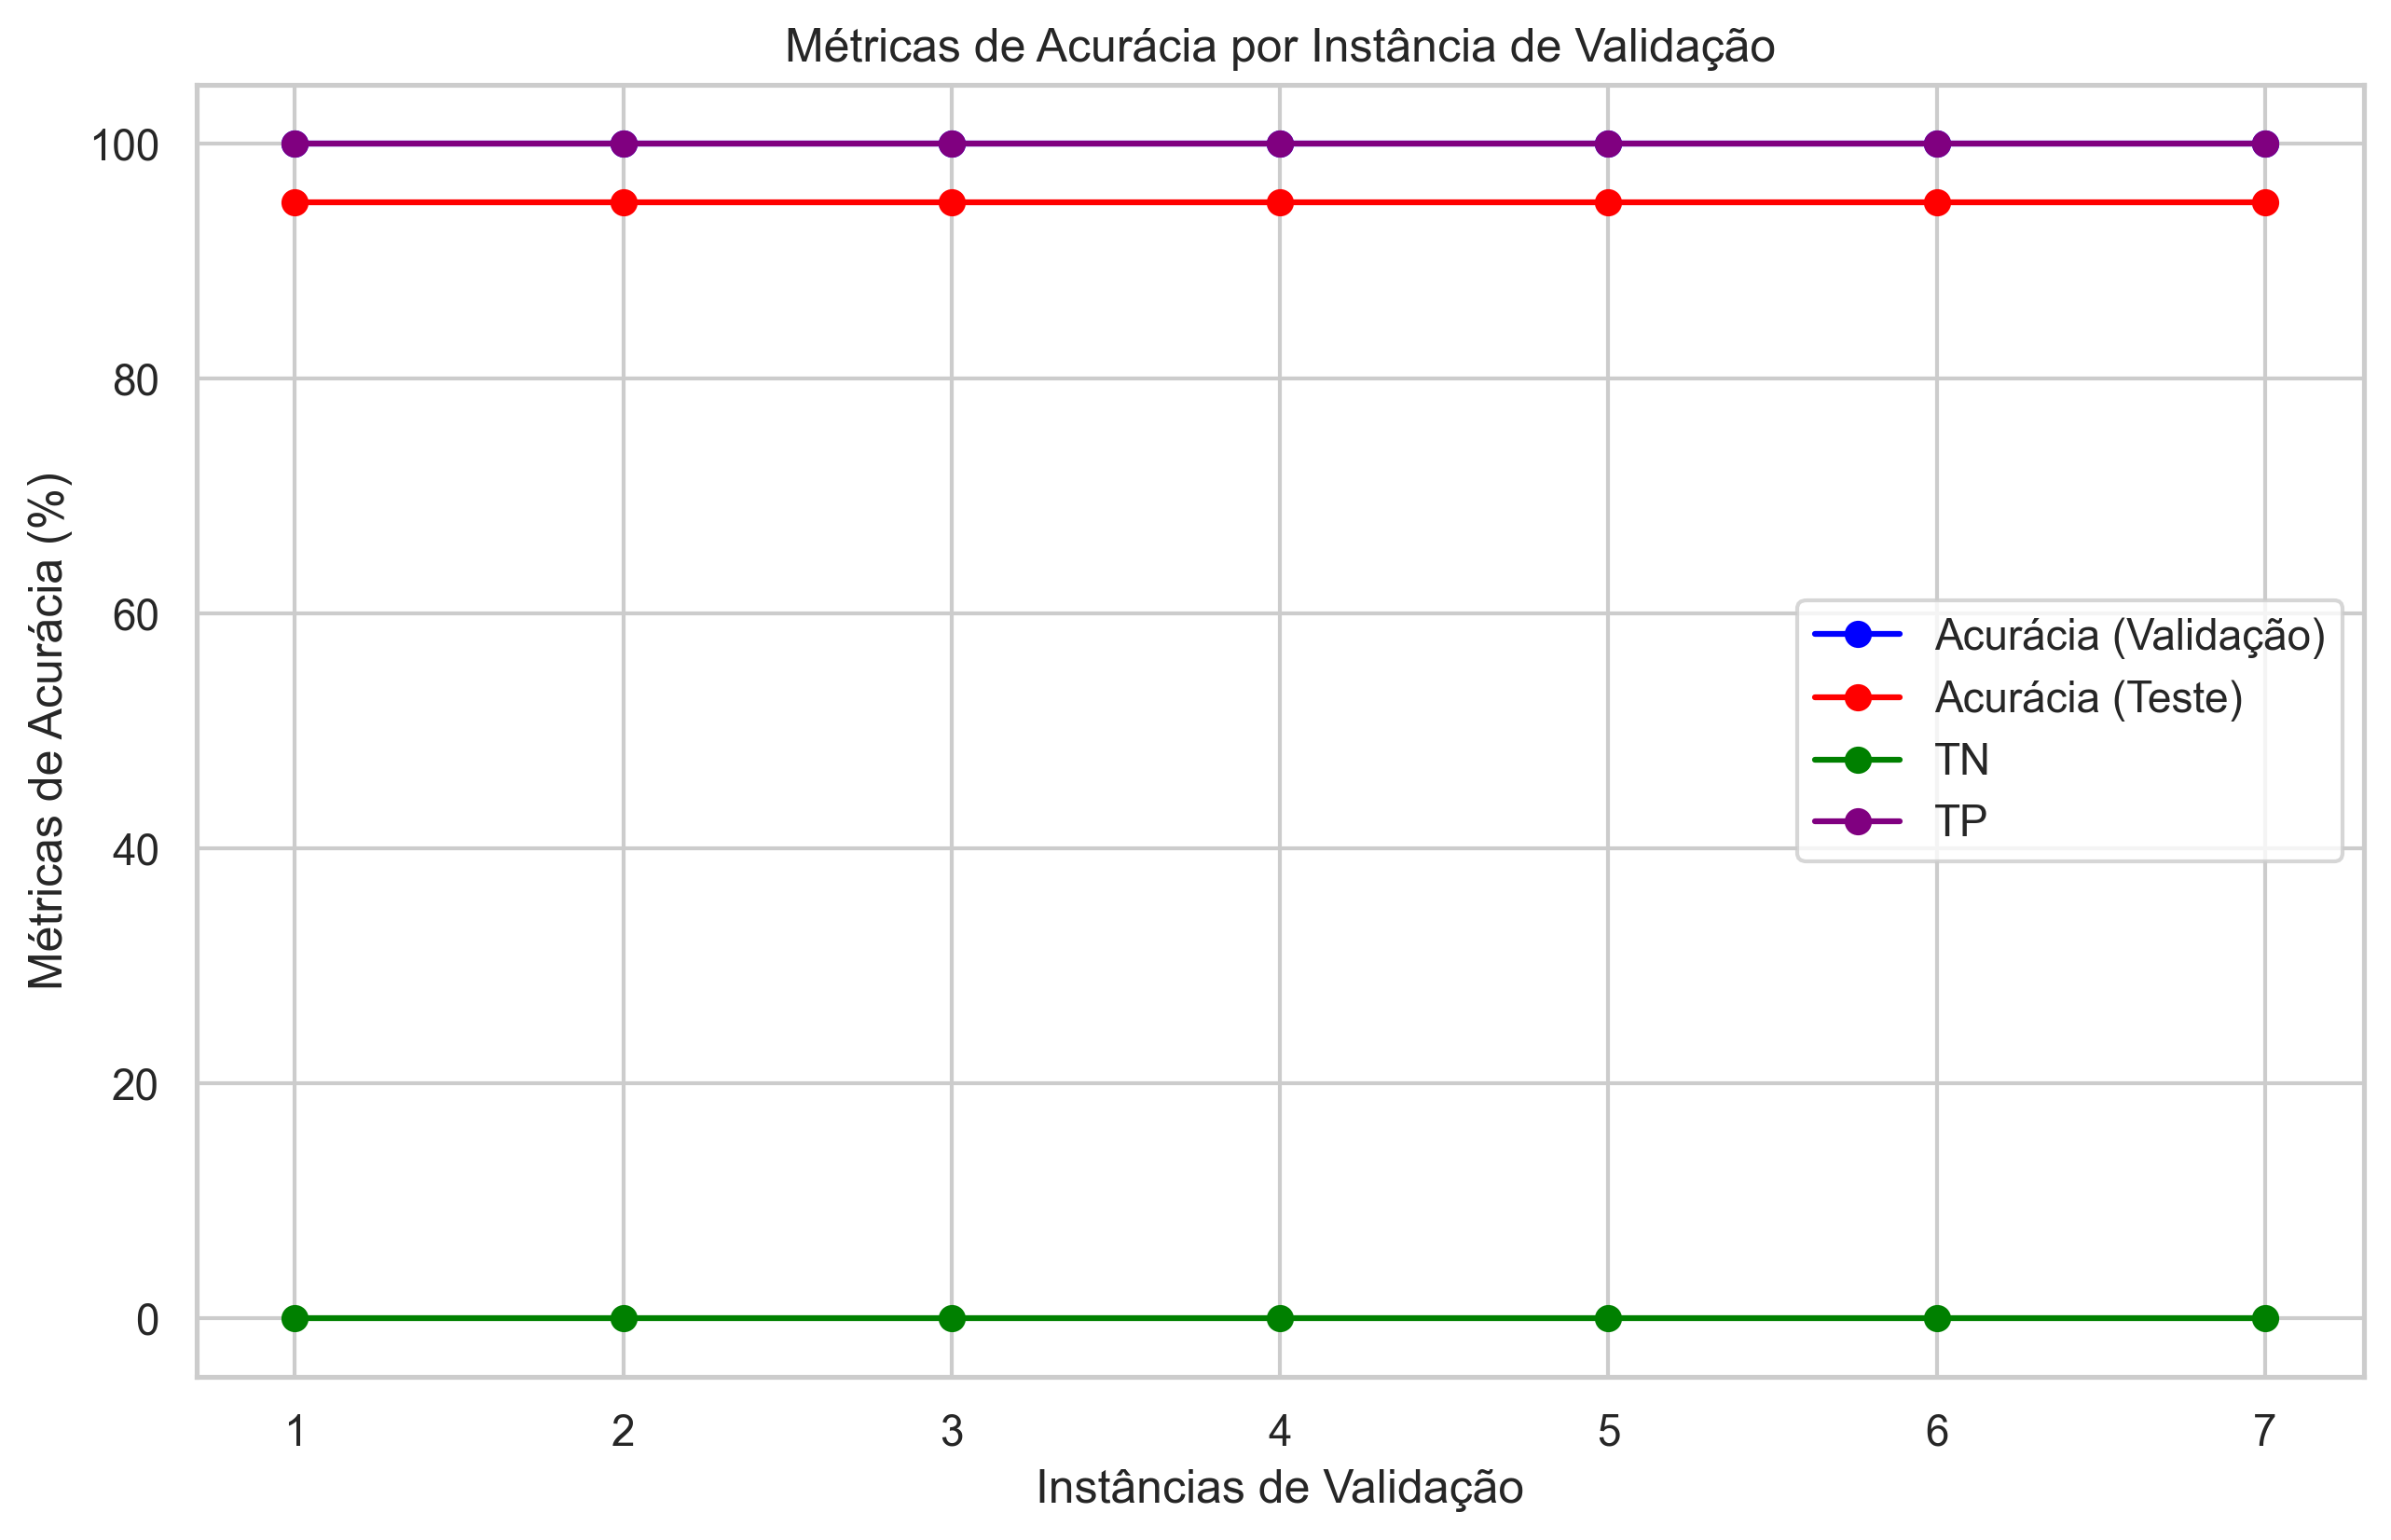 Métricas de Acurácia por Instância de Validação
Métricas de Acurácia (%)
100
80
60
40
20
0
Acurácia (Validação)
Acurácia (Teste)
TN
TP
1 2 3 4 5 6 7
Instâncias de Validação